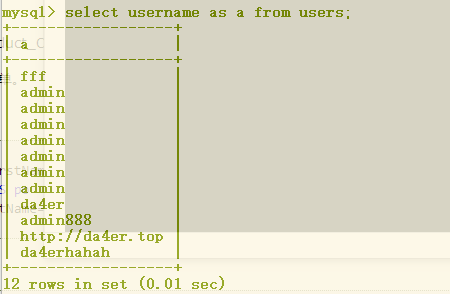 mysql> select username as a from users;
+--------------------+
| a                  |
+--------------------+
| fff                |
| admin              |
| admin              |
| admin              |
| admin              |
| admin              |
| admin              |
| admin              |
| da4er              |
| admin888           |
| http://da4er.top   |
| da4erhahah         |
+--------------------+
12 rows in set (0.01 sec)